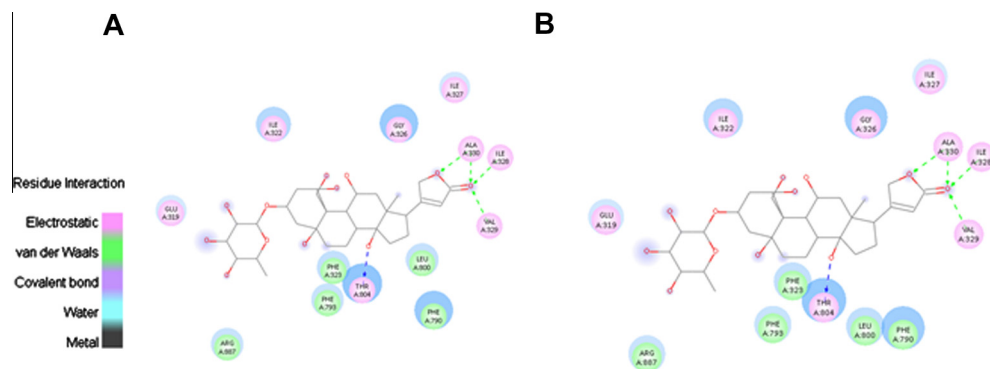 A
B
ILE
A:327
ILE
A:322
GLY
A:326
ALA
A:330
ILE
A:328
Residue Interaction
GLU
A:319
VAL
A:329
Electrostatic
van der Waals
Covalent bond
Water
Metal
PHE
A:323
LEU
A:800
THR
A:804
PHE
A:793
PHE
A:790
ARG
A:887
ILE
A:327
ILE
A:322
GLY
A:326
ALA
A:330
ILE
A:328
GLU
A:319
VAL
A:329
PHE
A:323
THR
A:804
PHE
A:793
LEU
A:800
PHE
A:790
ARG
A:887